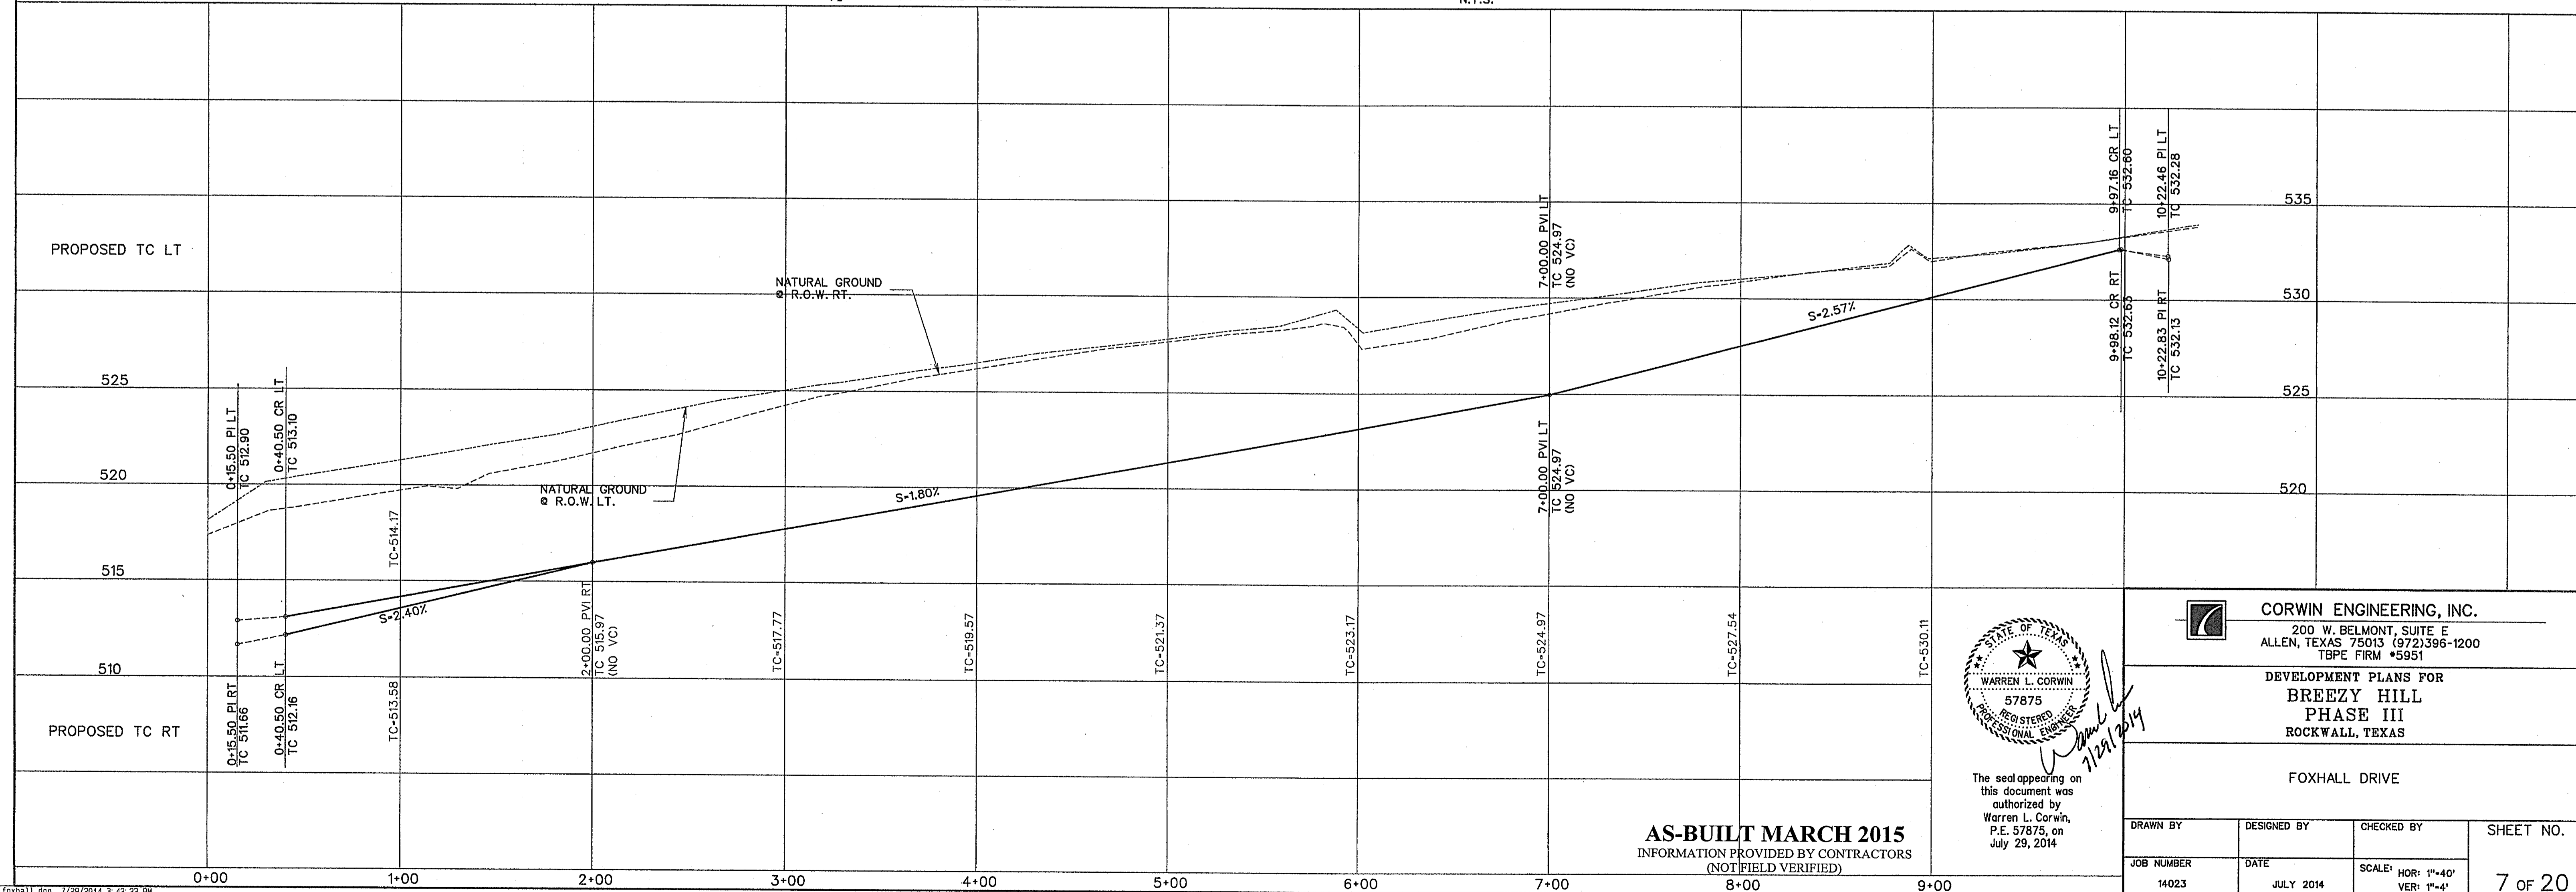 N.T.S.
PROPOSED TC LT
NATURAL GROUND
@ R.O.W. RT.
NATURAL GROUND
@ R.O.W. LT.
525
520
515
510
535
530
525
520
0+15.50 PI LT
TC 512.90
0+40.50 CR LT
TC 513.10
TC=514.17
7+00.00 PVI LT
TC 524.97
(NO VC)
9+97.16 CR LT
TC 532.60
10+22.46 PI LT
TC 532.28
S=2.40%
S=1.80%
S=2.57%
PROPOSED TC RT
0+15.50 PI RT
TC 511.66
0+40.50 CR LT
TC 512.16
TC=513.58
2+00.00 PVI RT
TC 515.97
(NO VC)
TC=517.77
TC=519.57
TC=521.37
TC=523.17
7+00.00 PVI LT
TC 524.97
(NO VC)
TC=524.97
TC=527.54
TC=530.11
9+98.12 CR RT
TC 532.63
10+22.83 PI RT
TC 532.13
0+00
1+00
2+00
3+00
4+00
5+00
6+00
7+00
8+00
9+00
foxhall.dgn 7/29/2014 3:42:23 PM
AS-BUILT MARCH 2015
INFORMATION PROVIDED BY CONTRACTORS
(NOT FIELD VERIFIED)
STATE OF TEXAS
WARREN L. CORWIN
57875
REGISTERED
PROFESSIONAL ENGINEER
7/29/2014
The seal appearing on
this document was
authorized by
Warren L. Corwin,
P.E. 57875, on
July 29, 2014
CORWIN ENGINEERING, INC.
200 W. BELMONT, SUITE E
ALLEN, TEXAS 75013 (972)396-1200
TBPE FIRM #5951
DEVELOPMENT PLANS FOR
BREEZY HILL
PHASE III
ROCKWALL, TEXAS
FOXHALL DRIVE
DRAWN BY
DESIGNED BY
CHECKED BY
SHEET NO.
JOB NUMBER
14023
DATE
JULY 2014
SCALE: HOR: 1"=40'
VER: 1"=4'
7 OF 20